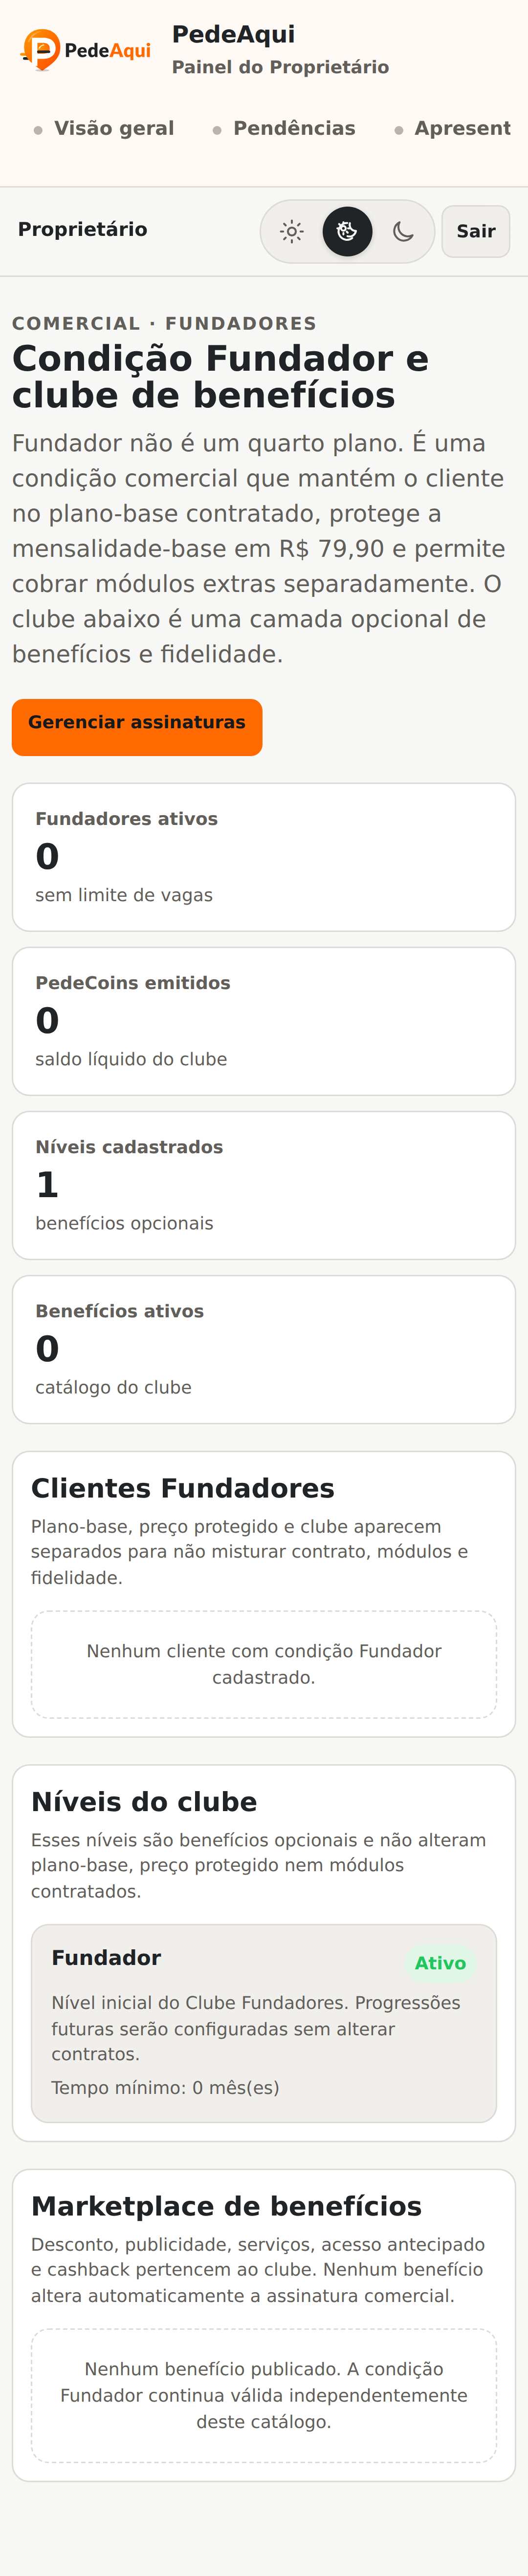 PedeAqui
PedeAqui
Painel do Proprietário
Visão geral
Pendências
Apresent
Proprietário
Sair
COMERCIAL · FUNDADORES
Condição Fundador e
clube de benefícios
Fundador não é um quarto plano. É uma
condição comercial que mantém o cliente
no plano-base contratado, protege a
mensalidade-base em R$ 79,90 e permite
cobrar módulos extras separadamente. O
clube abaixo é uma camada opcional de
benefícios e fidelidade.
Gerenciar assinaturas
Fundadores ativos
0
sem limite de vagas
PedeCoins emitidos
0
saldo líquido do clube
Níveis cadastrados
1
benefícios opcionais
Benefícios ativos
0
catálogo do clube
Clientes Fundadores
Plano-base, preço protegido e clube aparecem
separados para não misturar contrato, módulos e
fidelidade.
Nenhum cliente com condição Fundador
cadastrado.
Níveis do clube
Esses níveis são benefícios opcionais e não alteram
plano-base, preço protegido nem módulos
contratados.
Fundador
Ativo
Nível inicial do Clube Fundadores. Progressões
futuras serão configuradas sem alterar
contratos.
Tempo mínimo: 0 mês(es)
Marketplace de benefícios
Desconto, publicidade, serviços, acesso antecipado
e cashback pertencem ao clube. Nenhum benefício
altera automaticamente a assinatura comercial.
Nenhum benefício publicado. A condição
Fundador continua válida independentemente
deste catálogo.